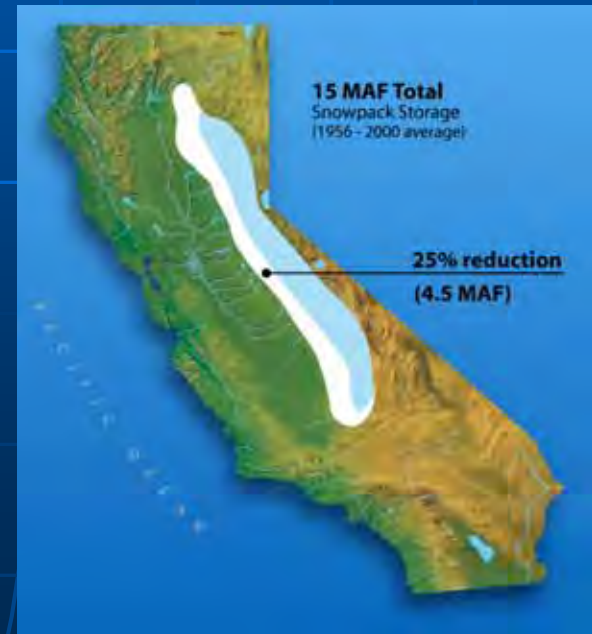 15 MAF Total
Snowpack Storage
(1956 - 2000 average)
25% reduction
(4.5 MAF)
PACIFIC OCEAN